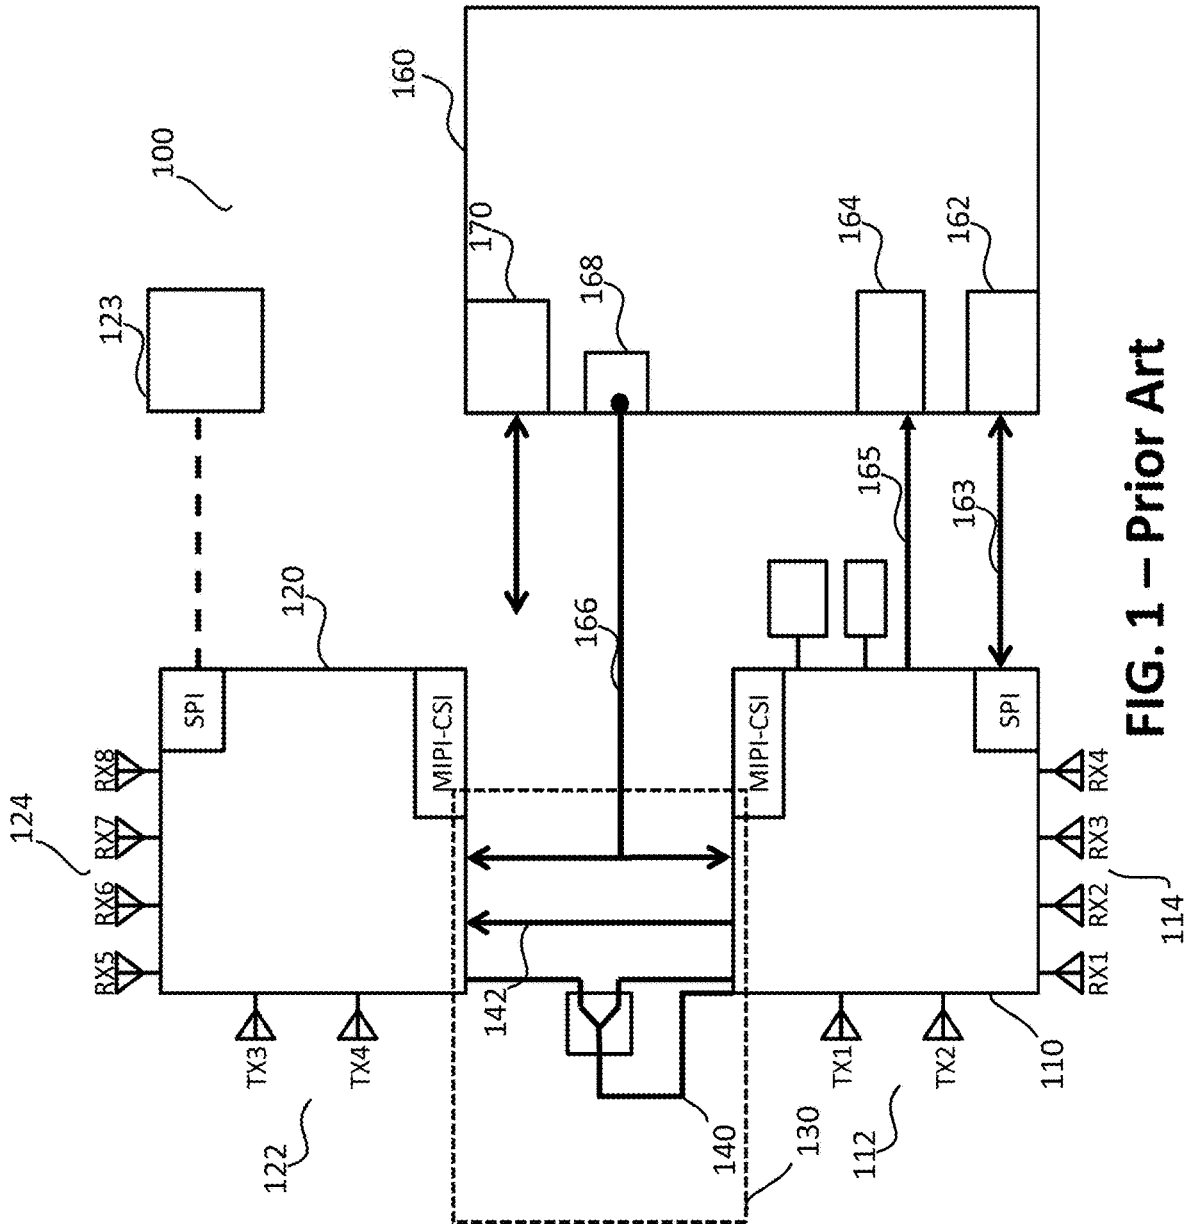 124
RX5
RX6
RX7
RX8
123
100
SPI
TX3
122
120
TX4
160
MIPI-CSI
170
142
166
168
140
MIPI-CSI
130
TX1
164
112
165
TX2
163
162
SPI
110
RX1
RX2
RX3
RX4
114
FIG. 1 – Prior Art